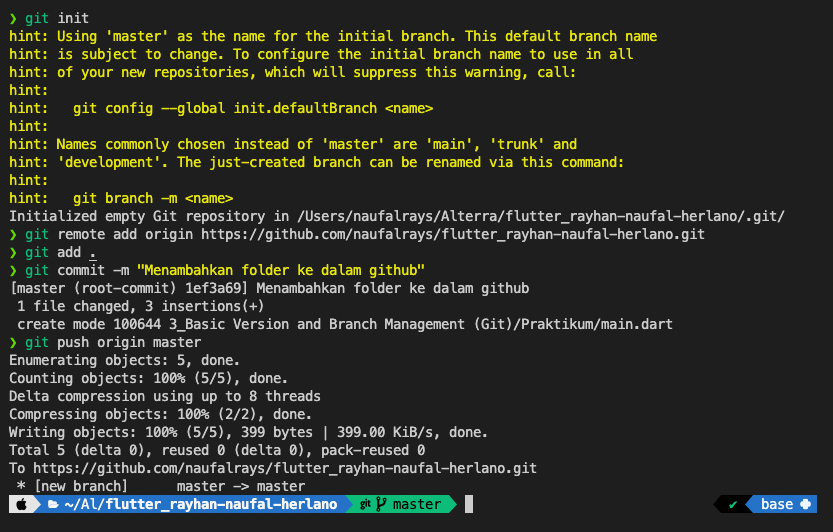 ❯ git init
hint: Using 'master' as the name for the initial branch. This default branch name
hint: is subject to change. To configure the initial branch name to use in all
hint: of your new repositories, which will suppress this warning, call:
hint:
hint:   git config --global init.defaultBranch <name>
hint:
hint: Names commonly chosen instead of 'master' are 'main', 'trunk' and
hint: 'development'. The just-created branch can be renamed via this command:
hint:
hint:   git branch -m <name>
Initialized empty Git repository in /Users/naufalrays/Alterra/flutter_rayhan-naufal-herlano/.git/
❯ git remote add origin https://github.com/naufalrays/flutter_rayhan-naufal-herlano.git
❯ git add .
❯ git commit -m "Menambahkan folder ke dalam github"
[master (root-commit) 1ef3a69] Menambahkan folder ke dalam github
 1 file changed, 3 insertions(+)
 create mode 100644 3_Basic Version and Branch Management (Git)/Praktikum/main.dart
❯ git push origin master
Enumerating objects: 5, done.
Counting objects: 100% (5/5), done.
Delta compression using up to 8 threads
Compressing objects: 100% (2/2), done.
Writing objects: 100% (5/5), 399 bytes | 399.00 KiB/s, done.
Total 5 (delta 0), reused 0 (delta 0), pack-reused 0
To https://github.com/naufalrays/flutter_rayhan-naufal-herlano.git
 * [new branch]      master -> master
~/Al/flutter_rayhan-naufal-herlano git master ✔ base